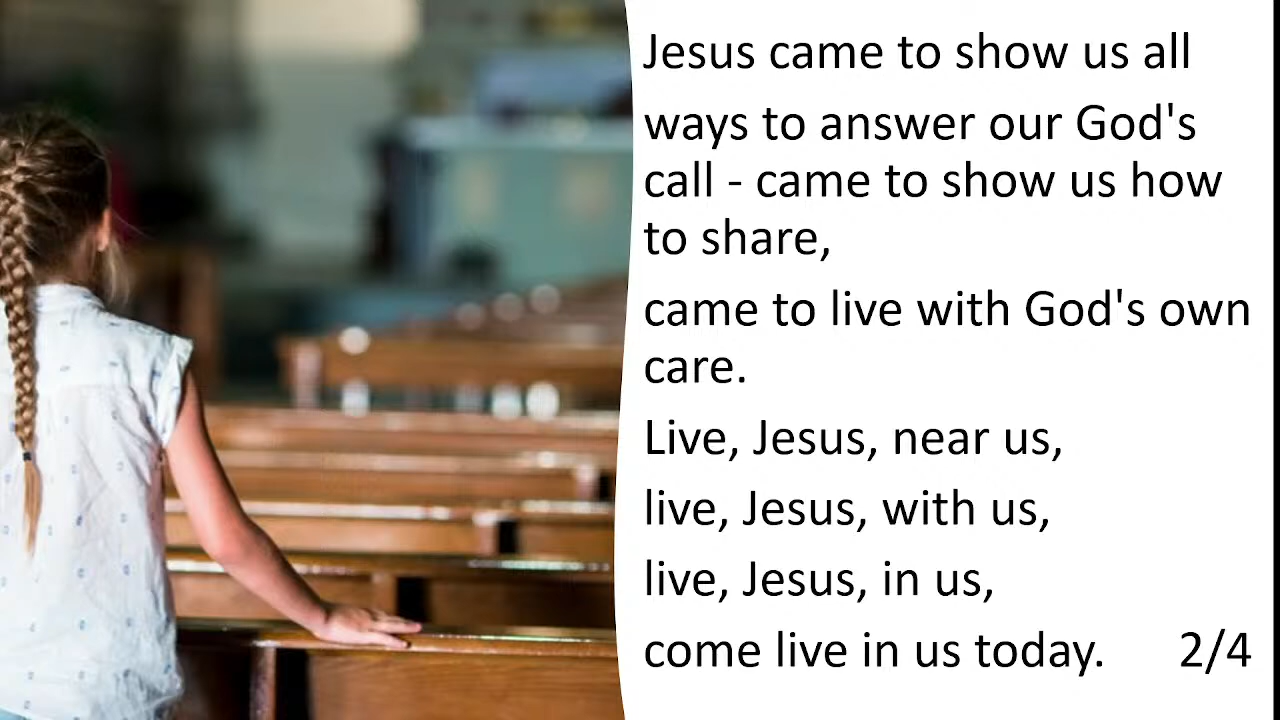 Jesus came to show us all
ways to answer our God's
call - came to show us how
to share,
came to live with God's own
care.
Live, Jesus, near us,
live, Jesus, with us,
live, Jesus, in us,
come live in us today. 2/4